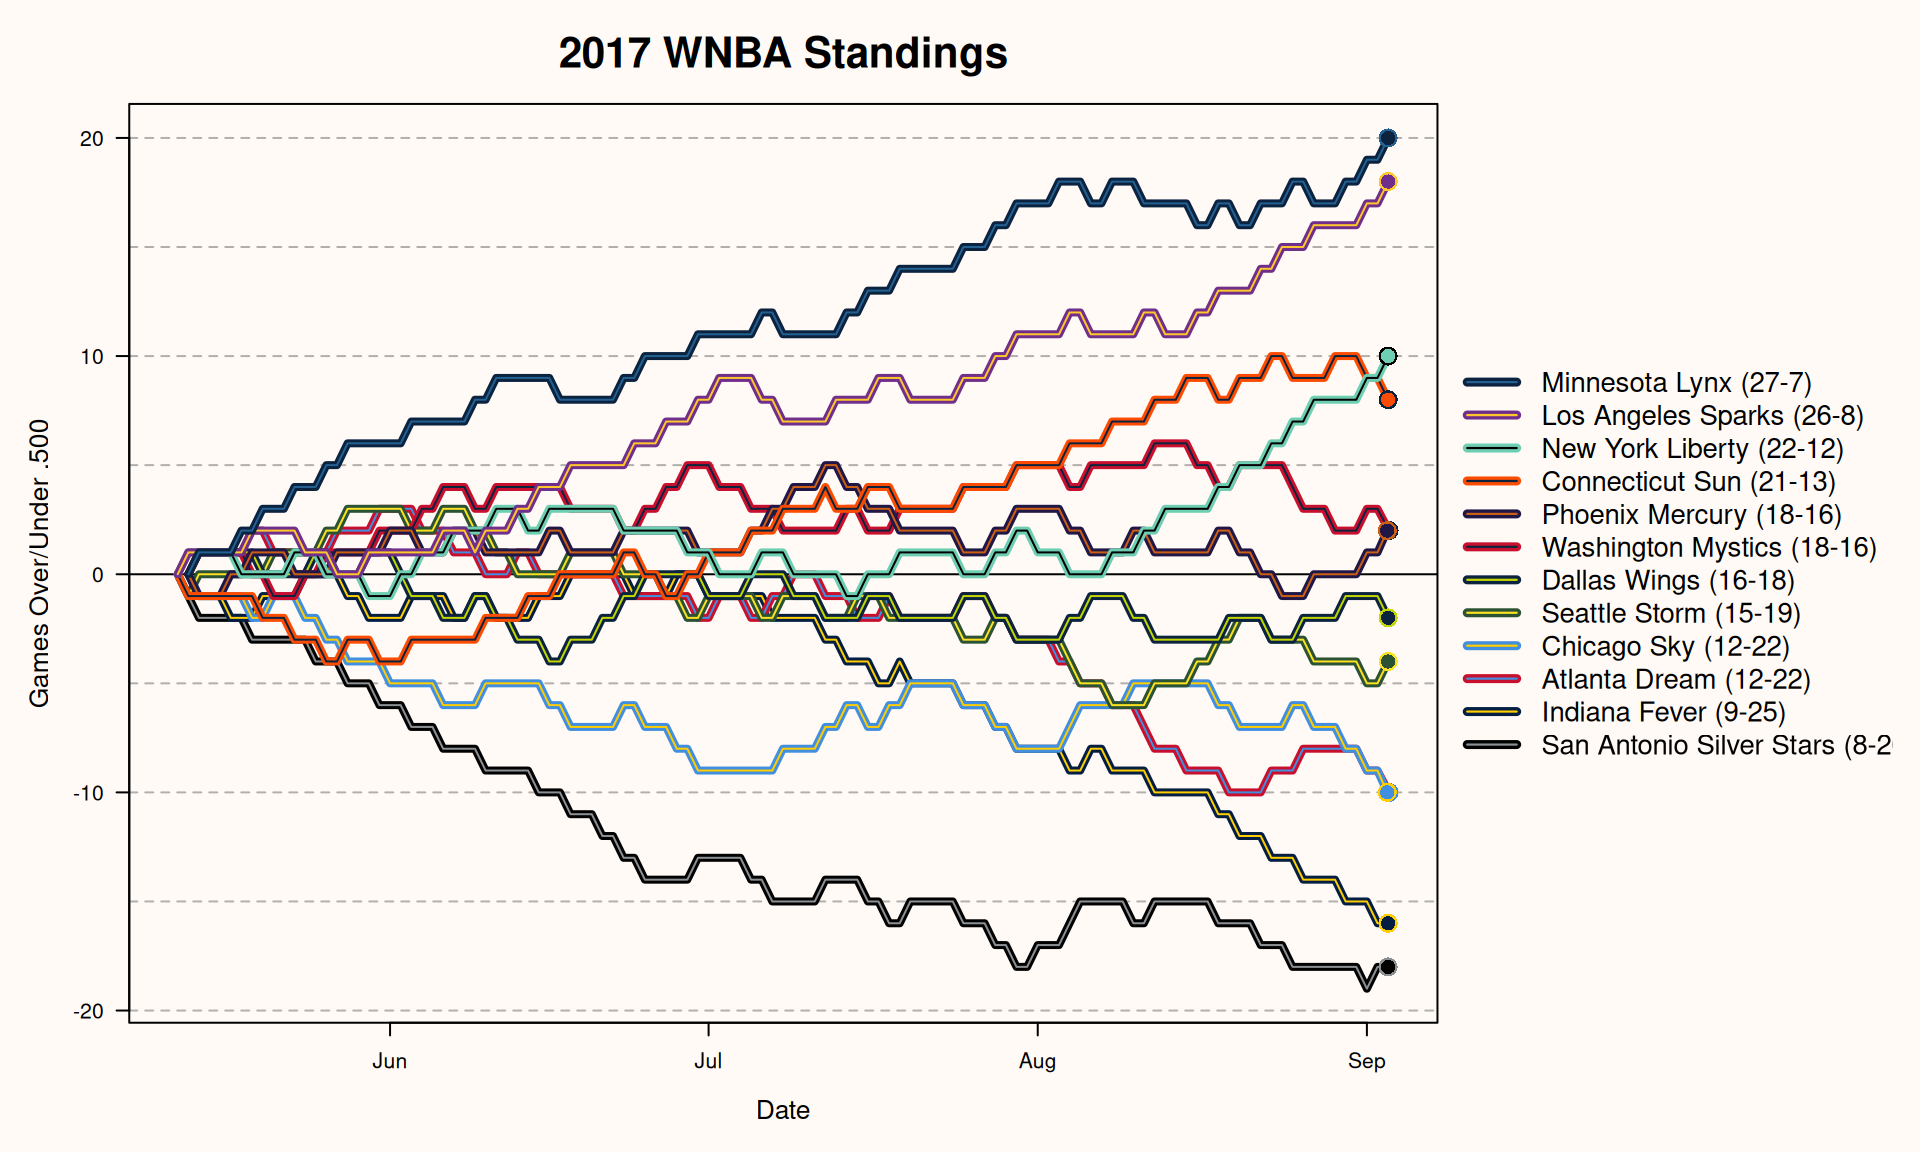 2017 WNBA Standings
Games Over/Under .500
20
10
0
-10
-20
Jun
Jul
Aug
Sep
Date
Minnesota Lynx (27-7)
Los Angeles Sparks (26-8)
New York Liberty (22-12)
Connecticut Sun (21-13)
Phoenix Mercury (18-16)
Washington Mystics (18-16)
Dallas Wings (16-18)
Seattle Storm (15-19)
Chicago Sky (12-22)
Atlanta Dream (12-22)
Indiana Fever (9-25)
San Antonio Silver Stars (8-2